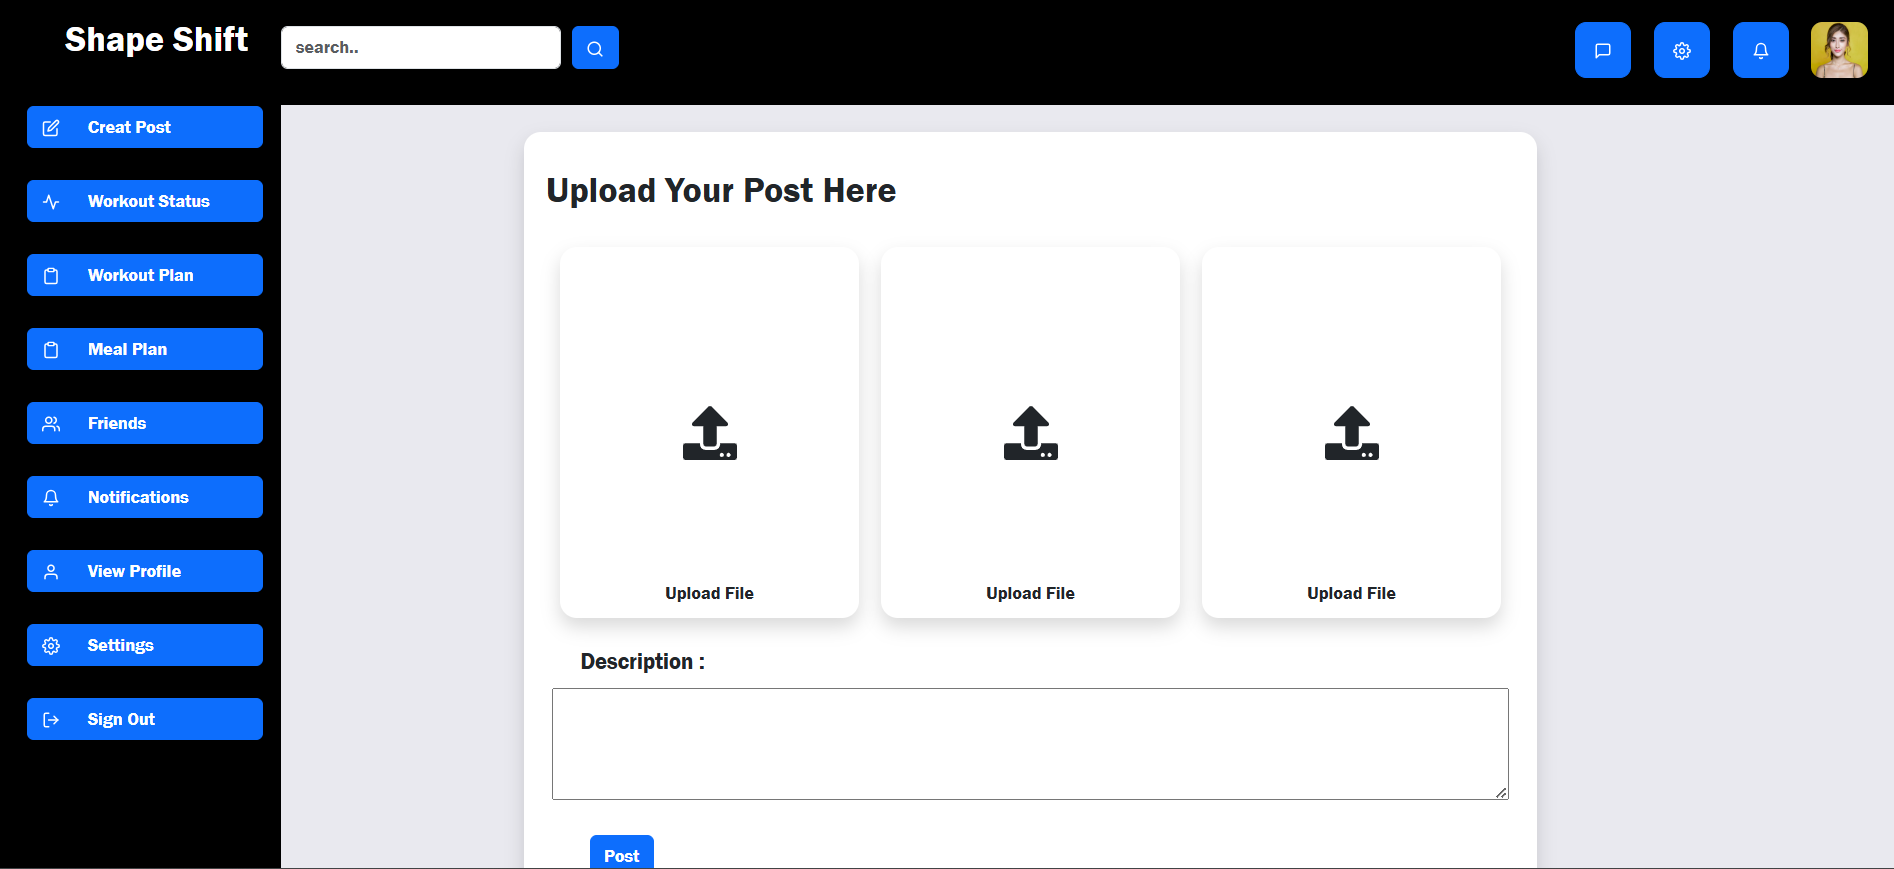 Shape Shift
search..
Creat Post
Workout Status
Workout Plan
Meal Plan
Friends
Notifications
View Profile
Settings
Sign Out
Upload Your Post Here
Upload File
Upload File
Upload File
Description :
Post